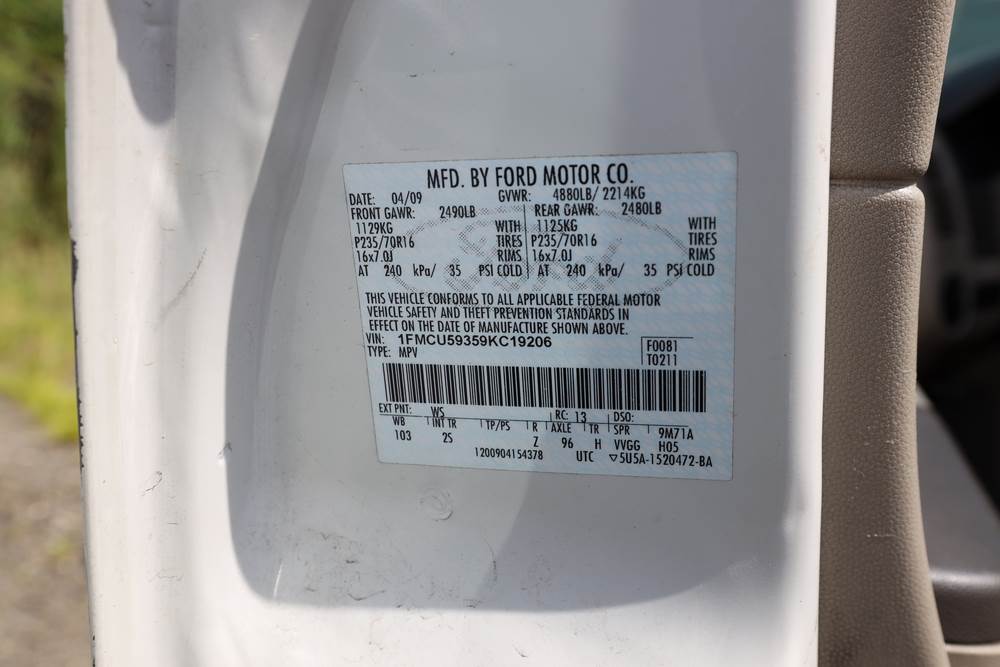 MFD. BY FORD MOTOR CO.
DATE: 04/09 GVWR: 4880LB/ 2214KG
FRONT GAWR: 2490LB REAR GAWR: 2480LB
1129KG WITH 1125KG WITH
P235/70R16 TIRES P235/70R16 TIRES
16x7.0J RIMS 16x7.0J RIMS
AT 240 kPa/ 35 PSI COLD AT 240 kPa/ 35 PSI COLD
THIS VEHICLE CONFORMS TO ALL APPLICABLE FEDERAL MOTOR
VEHICLE SAFETY AND THEFT PREVENTION STANDARDS IN
EFFECT ON THE DATE OF MANUFACTURE SHOWN ABOVE.
VIN: 1FMCU59359KC19206 F0081
TYPE: MPV T0211
EXT PNT: WS RC: 13 DSO:
WB INT TR TP/PS R AXLE TR SPR 9M71A
103 2S Z 96 H VVGG H05
1200904154378 UTC ▽5U5A-1520472-BA